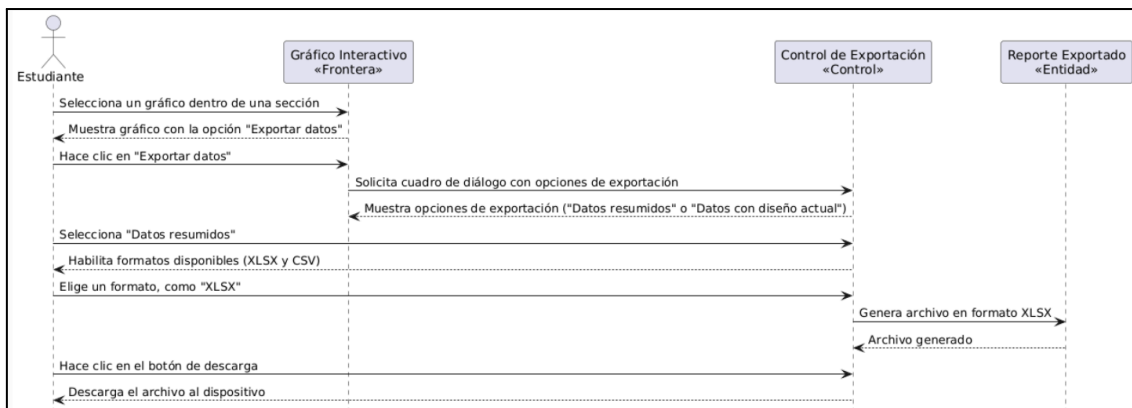 Estudiante
Gráfico Interactivo
«Frontera»
Control de Exportación
«Control»
Reporte Exportado
«Entidad»
Selecciona un gráfico dentro de una sección
Muestra gráfico con la opción "Exportar datos"
Hace clic en "Exportar datos"
Solicita cuadro de diálogo con opciones de exportación
Muestra opciones de exportación ("Datos resumidos" o "Datos con diseño actual")
Selecciona "Datos resumidos"
Habilita formatos disponibles (XLSX y CSV)
Elige un formato, como "XLSX"
Genera archivo en formato XLSX
Archivo generado
Hace clic en el botón de descarga
Descarga el archivo al dispositivo